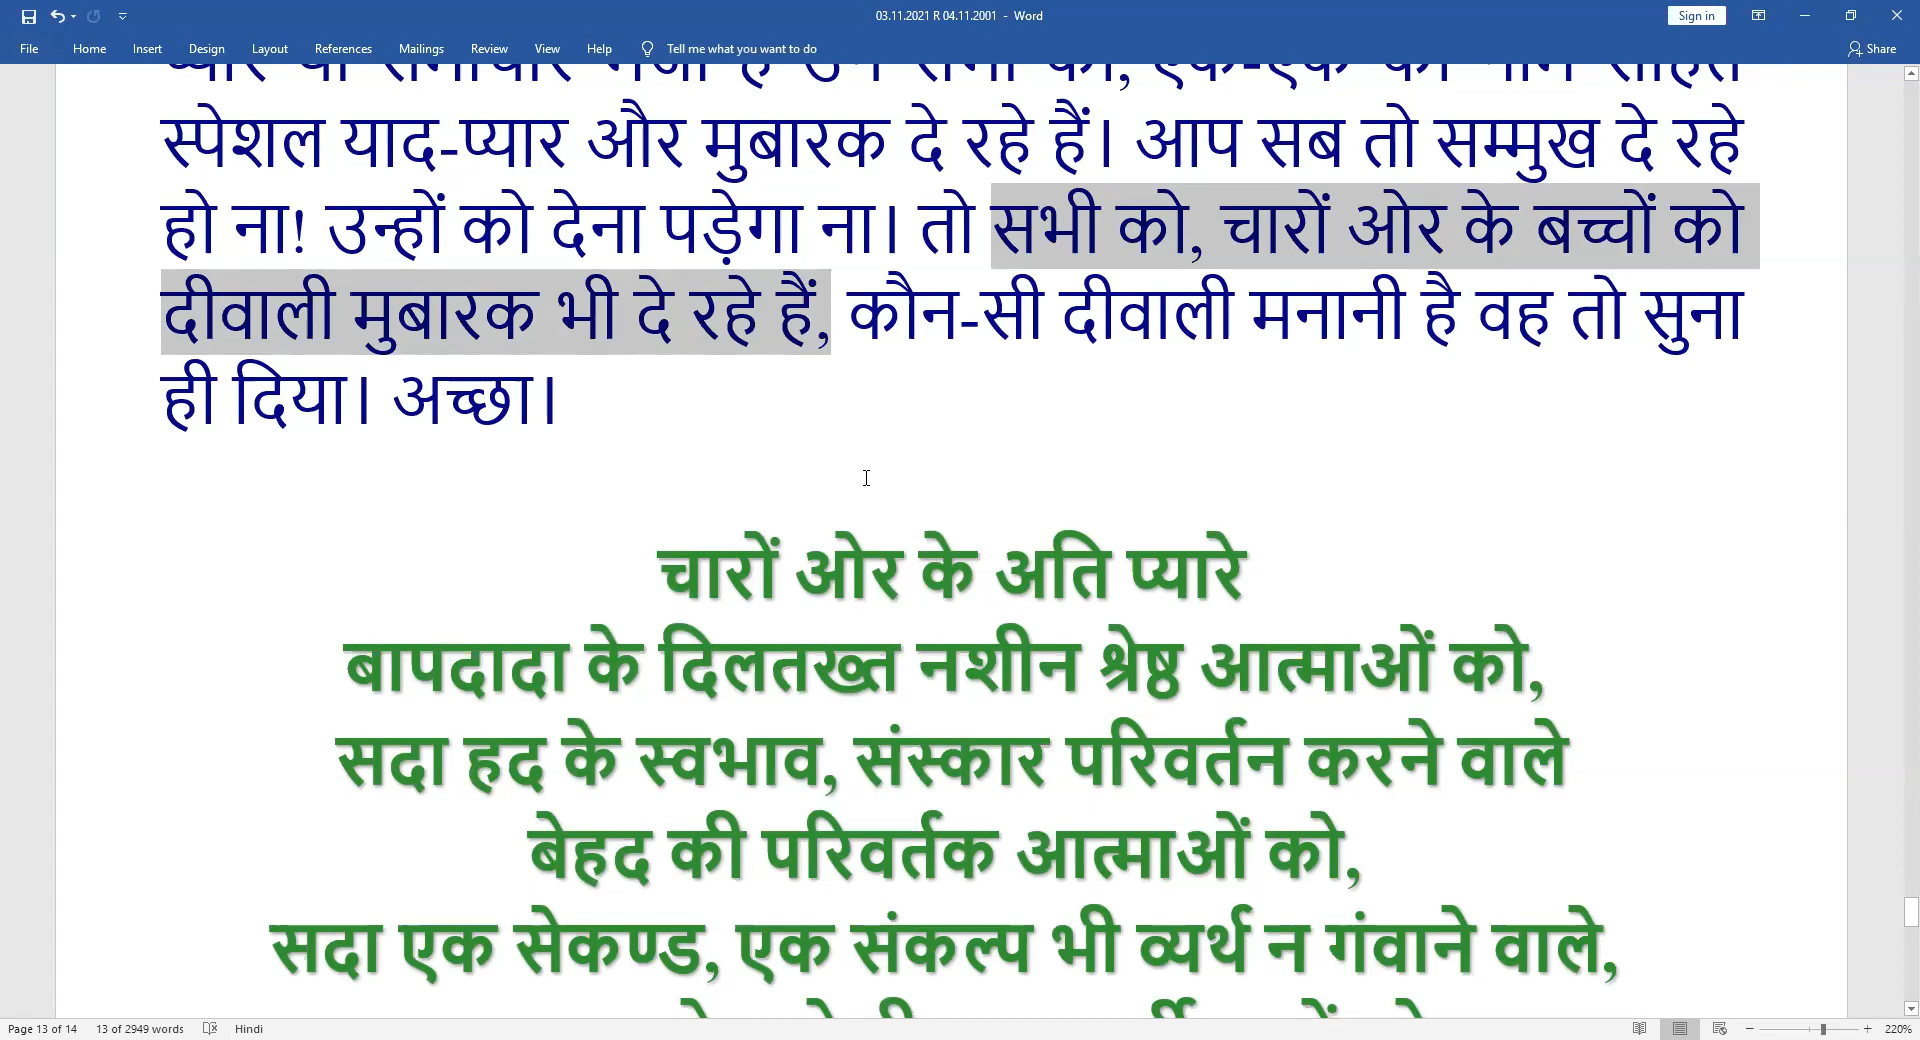 03.11.2021 R 04.11.2001 - Word
Sign in
File Home Insert Design Layout References Mailings Review View Help Tell me what you want to do Share
स्पेशल याद-प्यार और मुबारक दे रहे हैं। आप सब तो सम्मुख दे रहे
हो ना! उन्हों को देना पड़ेगा ना। तो सभी को, चारों ओर के बच्चों को
दीवाली मुबारक भी दे रहे हैं, कौन-सी दीवाली मनानी है वह तो सुना
ही दिया। अच्छा।
चारों ओर के अति प्यारे
बापदादा के दिलतख्त नशीन श्रेष्ठ आत्माओं को,
सदा हद के स्वभाव, संस्कार परिवर्तन करने वाले
बेहद की परिवर्तक आत्माओं को,
सदा एक सेकण्ड, एक संकल्प भी व्यर्थ न गंवाने वाले,
Page 13 of 14 13 of 2949 words Hindi 220%